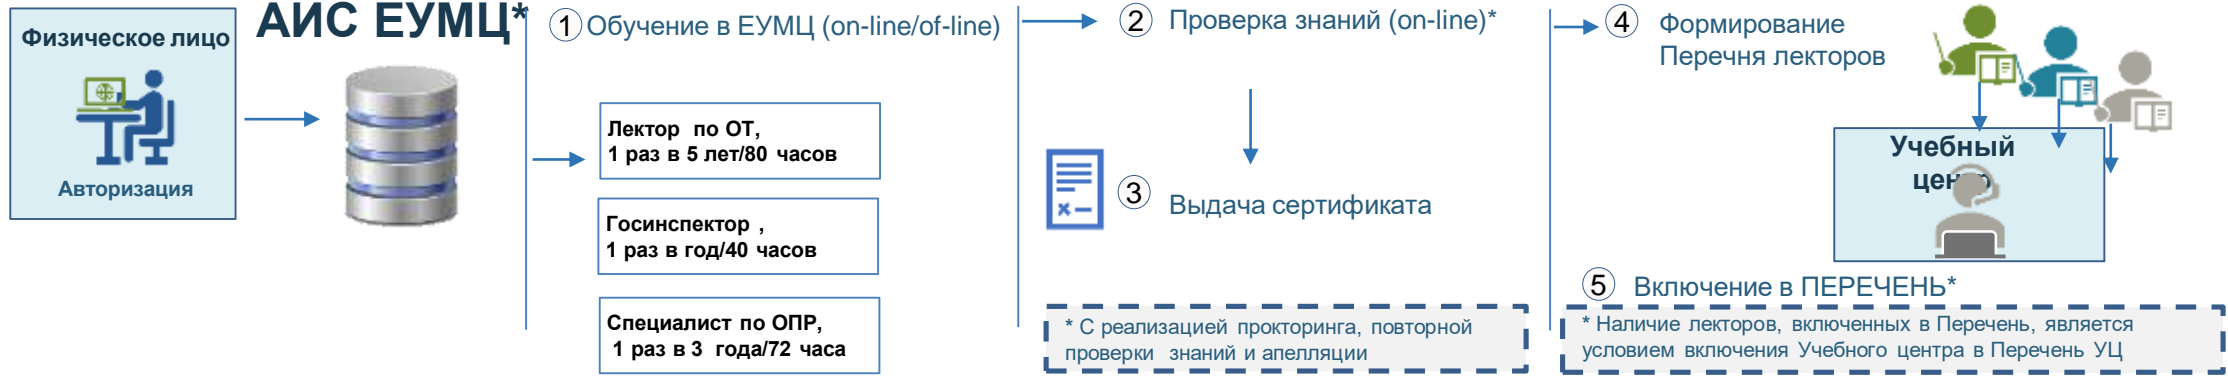 Физическое лицо
Авторизация
АИС ЕУМЦ*
1 Обучение в ЕУМЦ (on-line/of-line)
Лектор по ОТ,
1 раз в 5 лет/80 часов
Госинспектор ,
1 раз в год/40 часов
Специалист по ОПР,
1 раз в 3 года/72 часа
2 Проверка знаний (on-line)*
3 Выдача сертификата
* С реализацией прокторинга, повторной
проверки знаний и апелляции
4 Формирование
Перечня лекторов
Учебный
центр
5 Включение в ПЕРЕЧЕНЬ*
* Наличие лекторов, включенных в Перечень, является
условием включения Учебного центра в Перечень УЦ